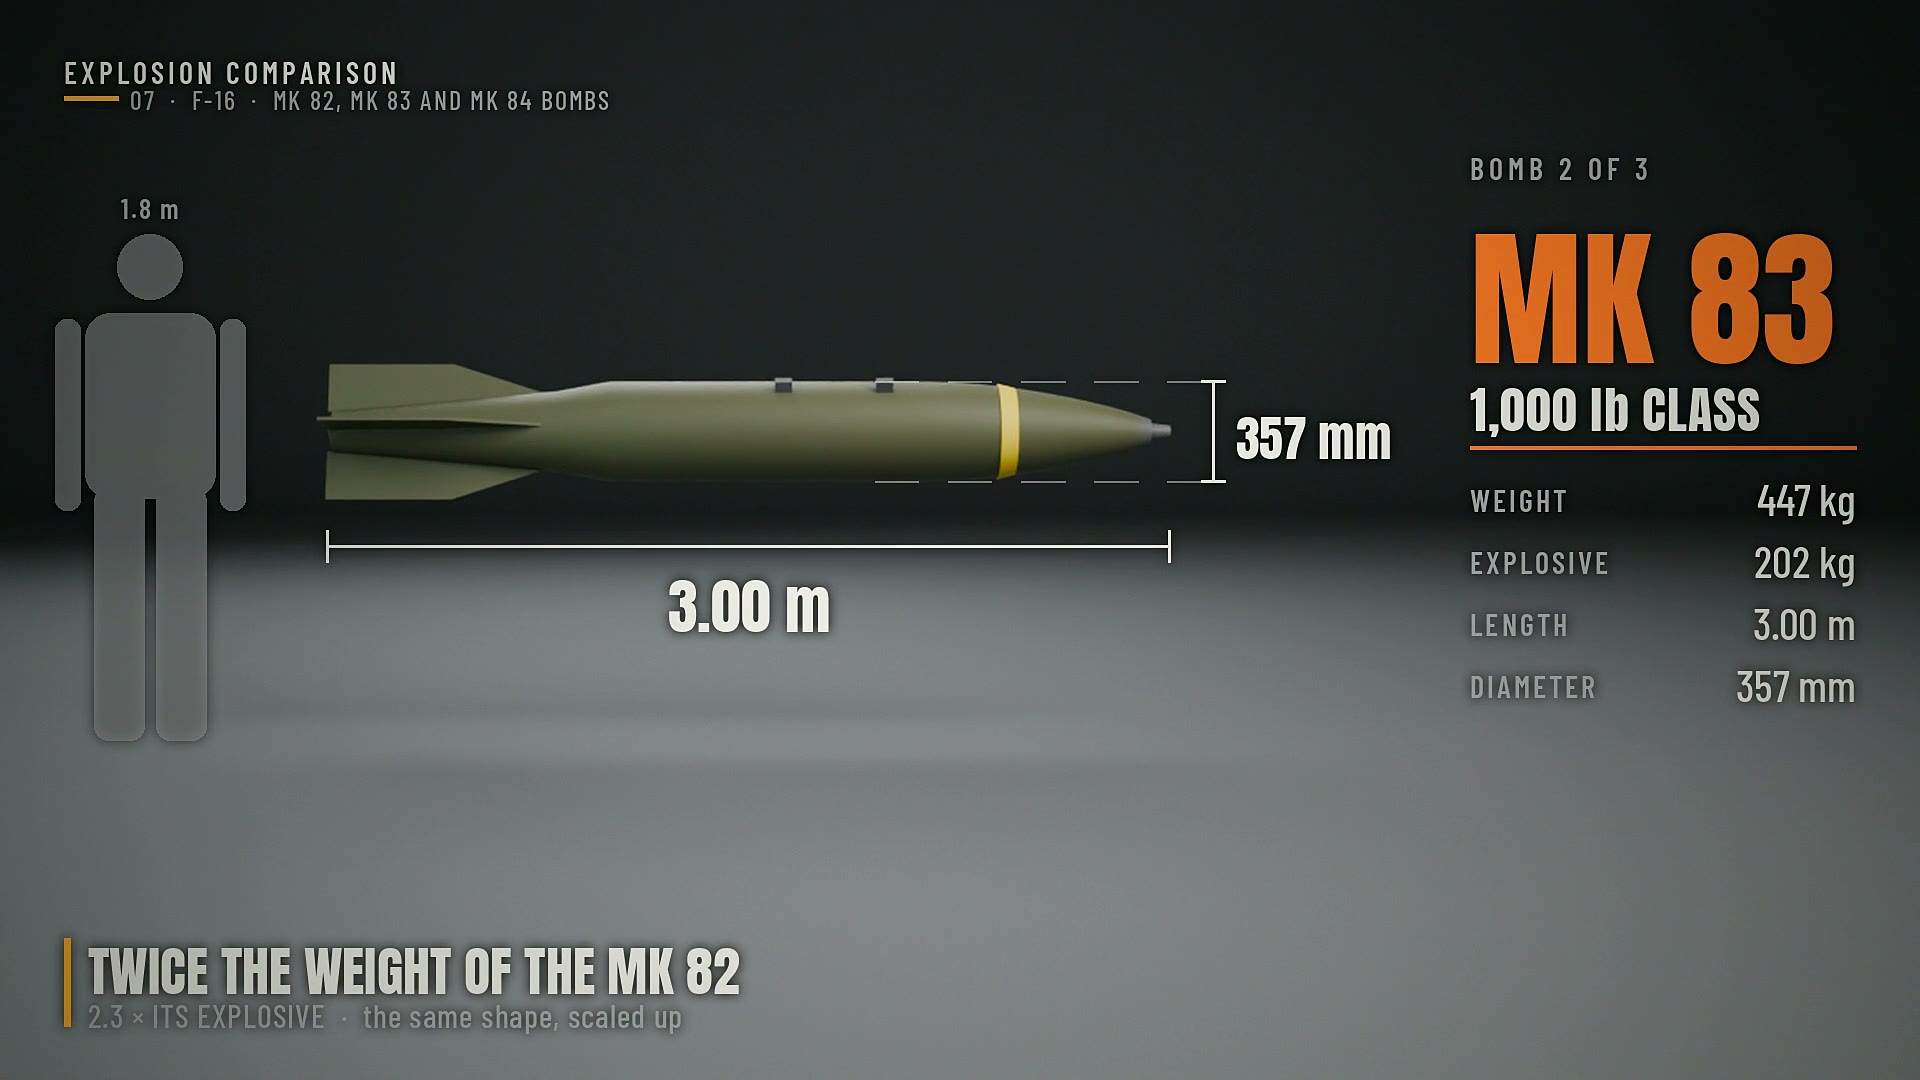 EXPLOSION COMPARISON
07 · F-16 · MK 82, MK 83 AND MK 84 BOMBS
1.8 m
357 mm
3.00 m
BOMB 2 OF 3
MK 83
1,000 lb CLASS
WEIGHT 447 kg
EXPLOSIVE 202 kg
LENGTH 3.00 m
DIAMETER 357 mm
TWICE THE WEIGHT OF THE MK 82
2.3 × ITS EXPLOSIVE · the same shape, scaled up